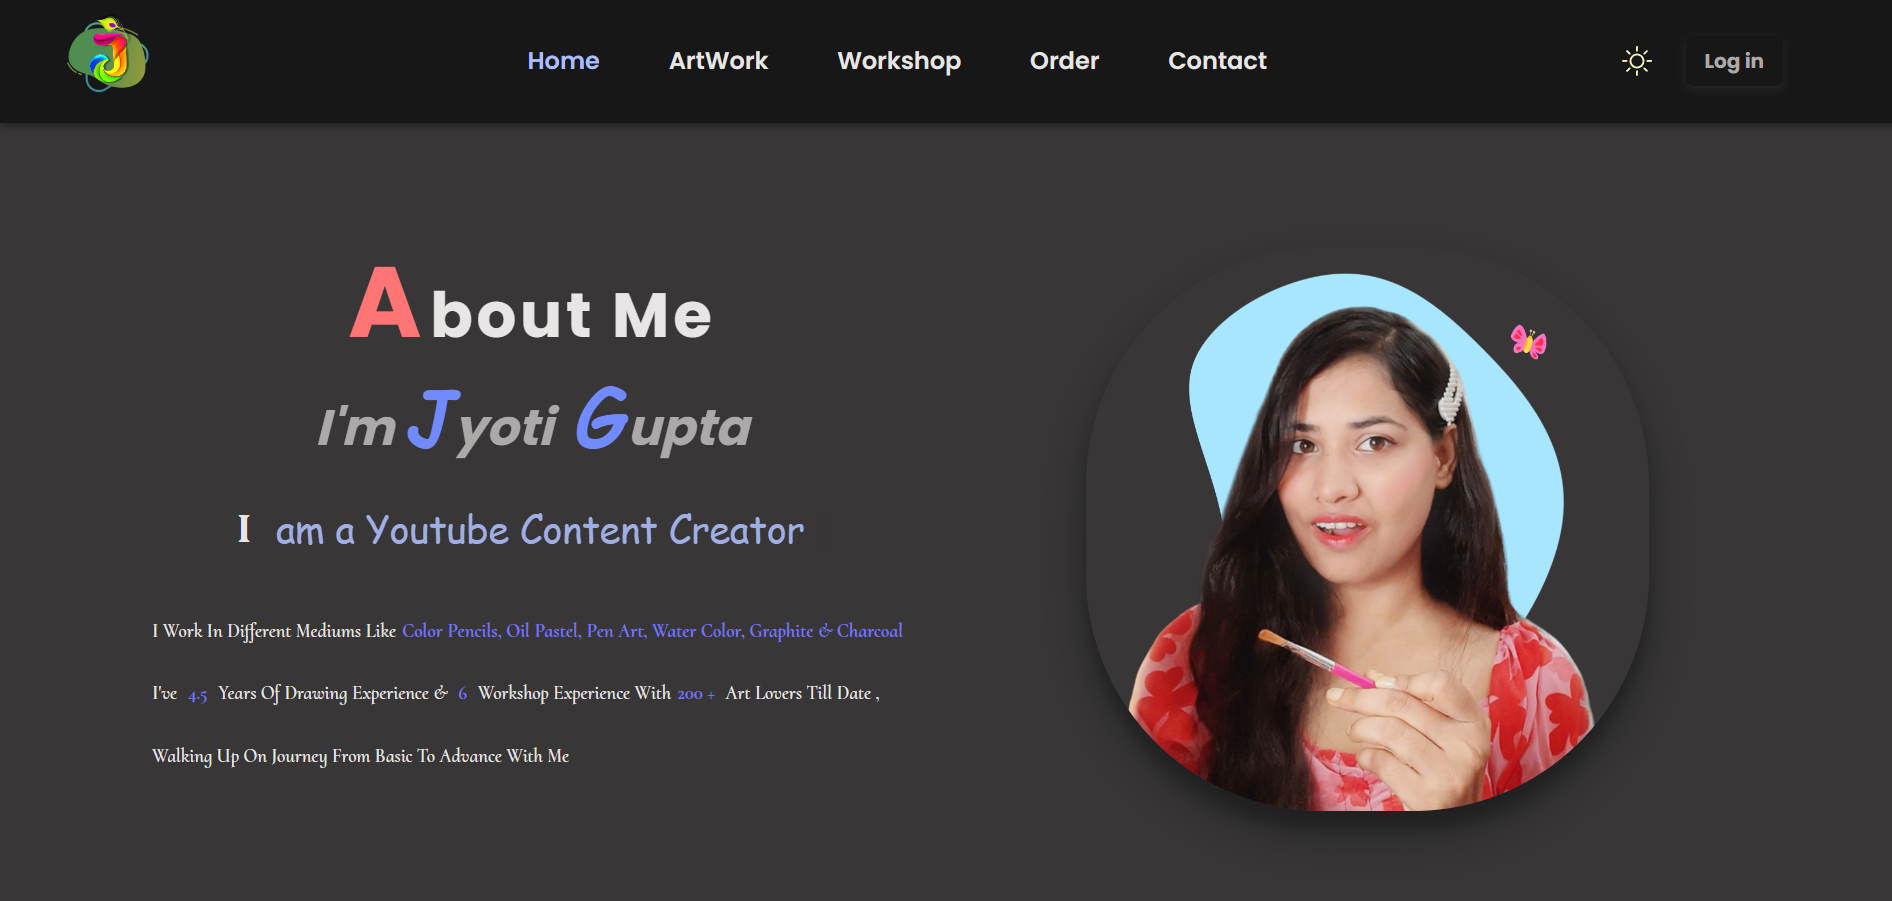 J
Home ArtWork Workshop Order Contact Log in
About Me
I'm Jyoti Gupta
I am a Youtube Content Creator
I Work In Different Mediums Like Color Pencils, Oil Pastel, Pen Art, Water Color, Graphite & Charcoal
I've 4.5 Years Of Drawing Experience & 6 Workshop Experience With 200 + Art Lovers Till Date ,
Walking Up On Journey From Basic To Advance With Me